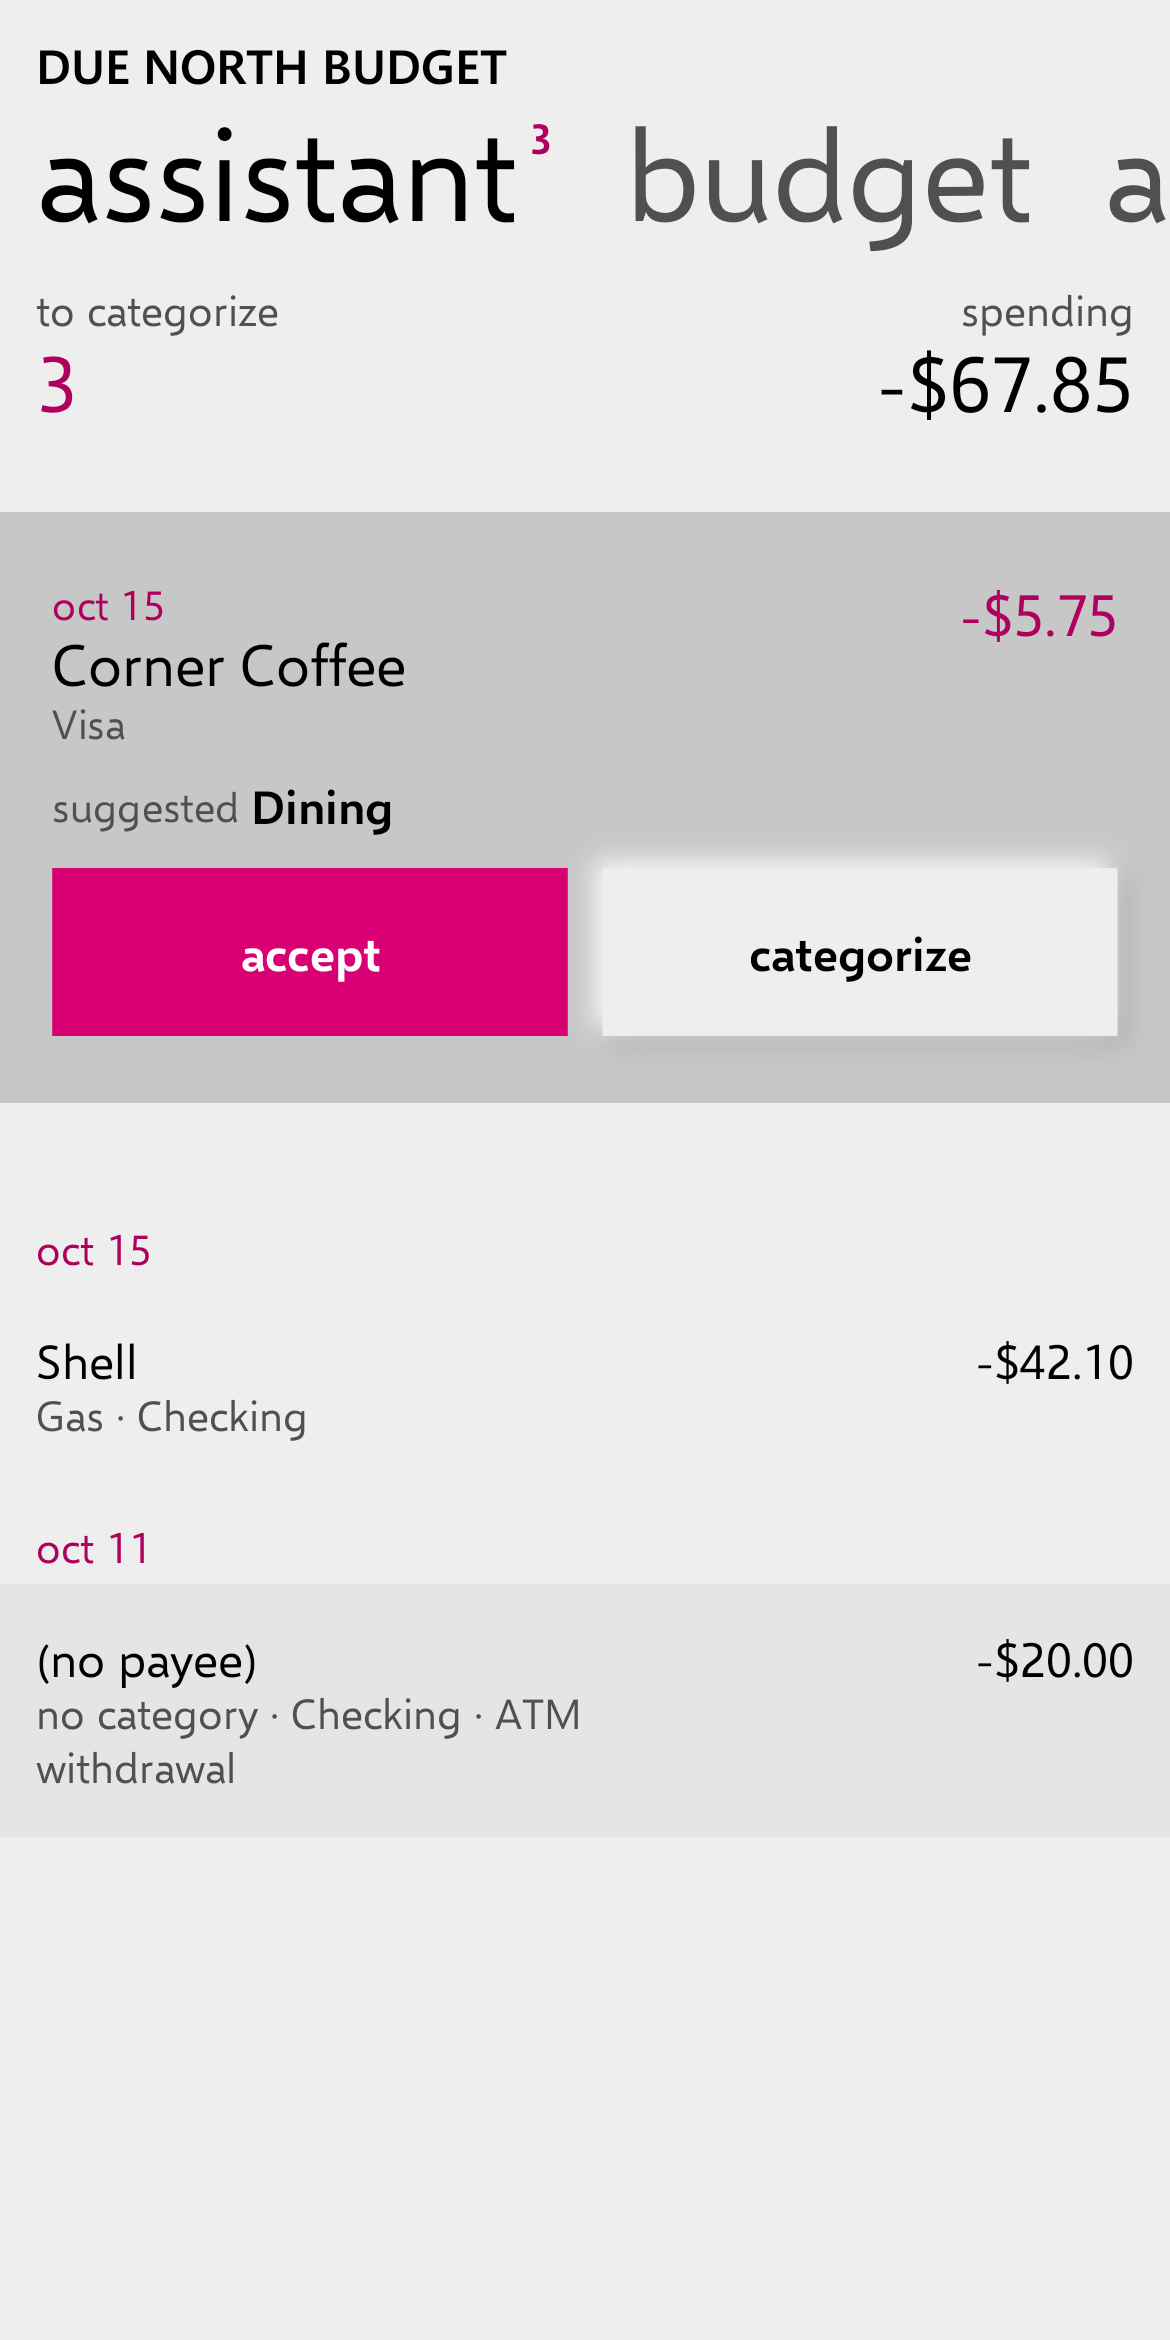 DUE NORTH BUDGET
assistant 3 budget a
to categorize spending
3 -$67.85
oct 15 -$5.75
Corner Coffee
Visa
suggested Dining
accept categorize
oct 15
Shell -$42.10
Gas · Checking
oct 11
(no payee) -$20.00
no category · Checking · ATM
withdrawal